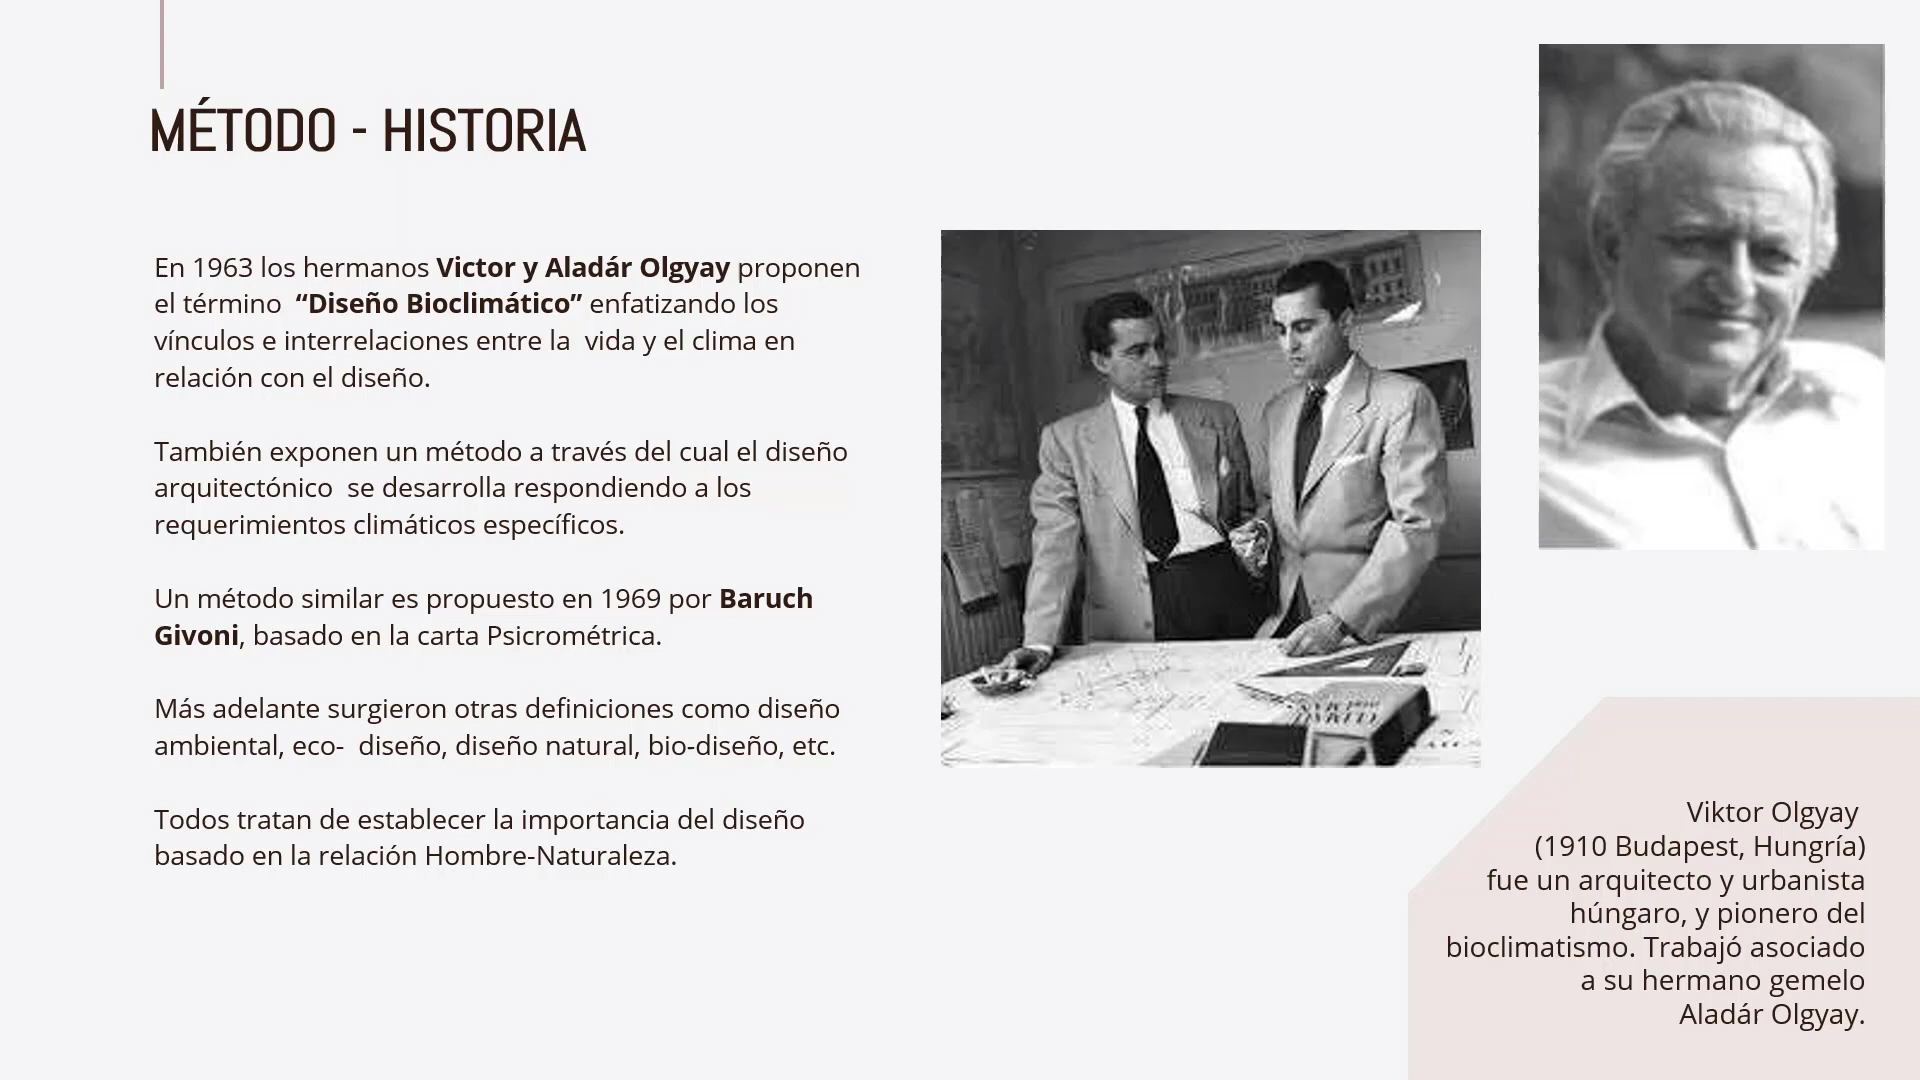 MÉTODO - HISTORIA
En 1963 los hermanos Victor y Aladár Olgyay proponen
el término “Diseño Bioclimático” enfatizando los
vínculos e interrelaciones entre la vida y el clima en
relación con el diseño.
También exponen un método a través del cual el diseño
arquitectónico se desarrolla respondiendo a los
requerimientos climáticos específicos.
Un método similar es propuesto en 1969 por Baruch
Givoni, basado en la carta Psicrométrica.
Más adelante surgieron otras definiciones como diseño
ambiental, eco- diseño, diseño natural, bio-diseño, etc.
Todos tratan de establecer la importancia del diseño
basado en la relación Hombre-Naturaleza.
Viktor Olgyay
(1910 Budapest, Hungría)
fue un arquitecto y urbanista
húngaro, y pionero del
bioclimatismo. Trabajó asociado
a su hermano gemelo
Aladár Olgyay.